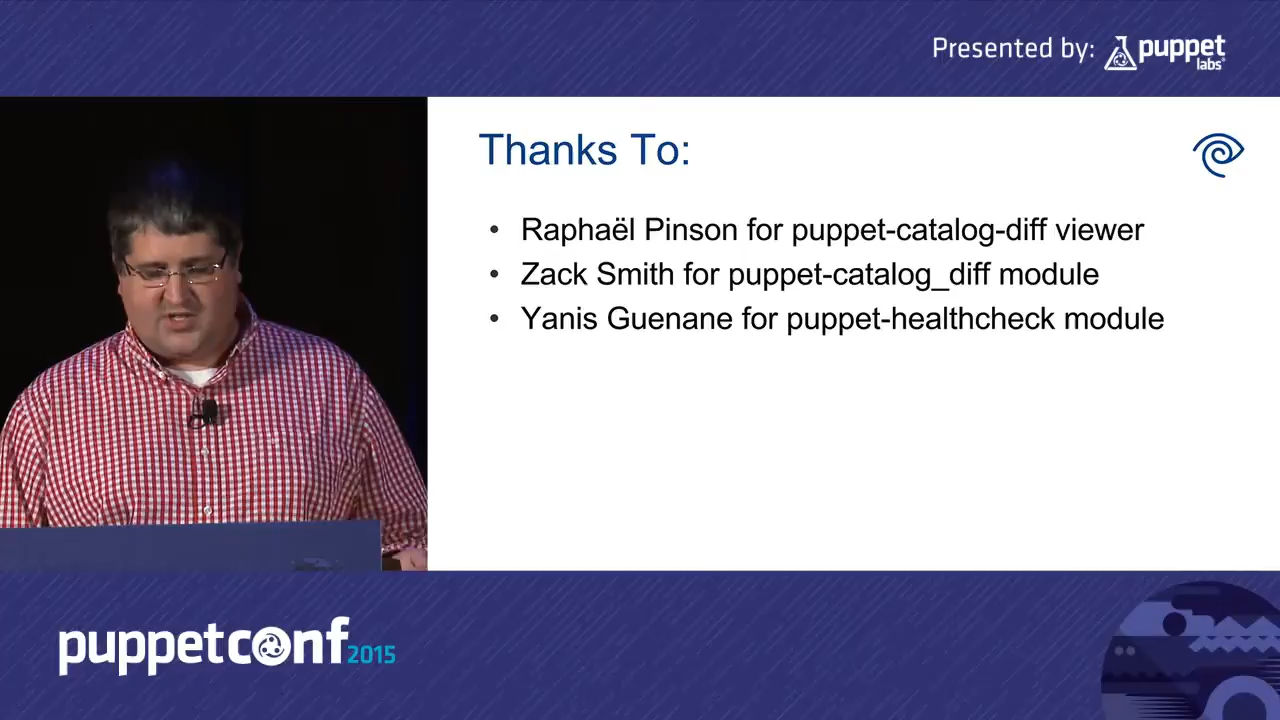 Presented by: puppet labs
Thanks To:
• Raphaël Pinson for puppet-catalog-diff viewer
• Zack Smith for puppet-catalog_diff module
• Yanis Guenane for puppet-healthcheck module
puppetconf 2015